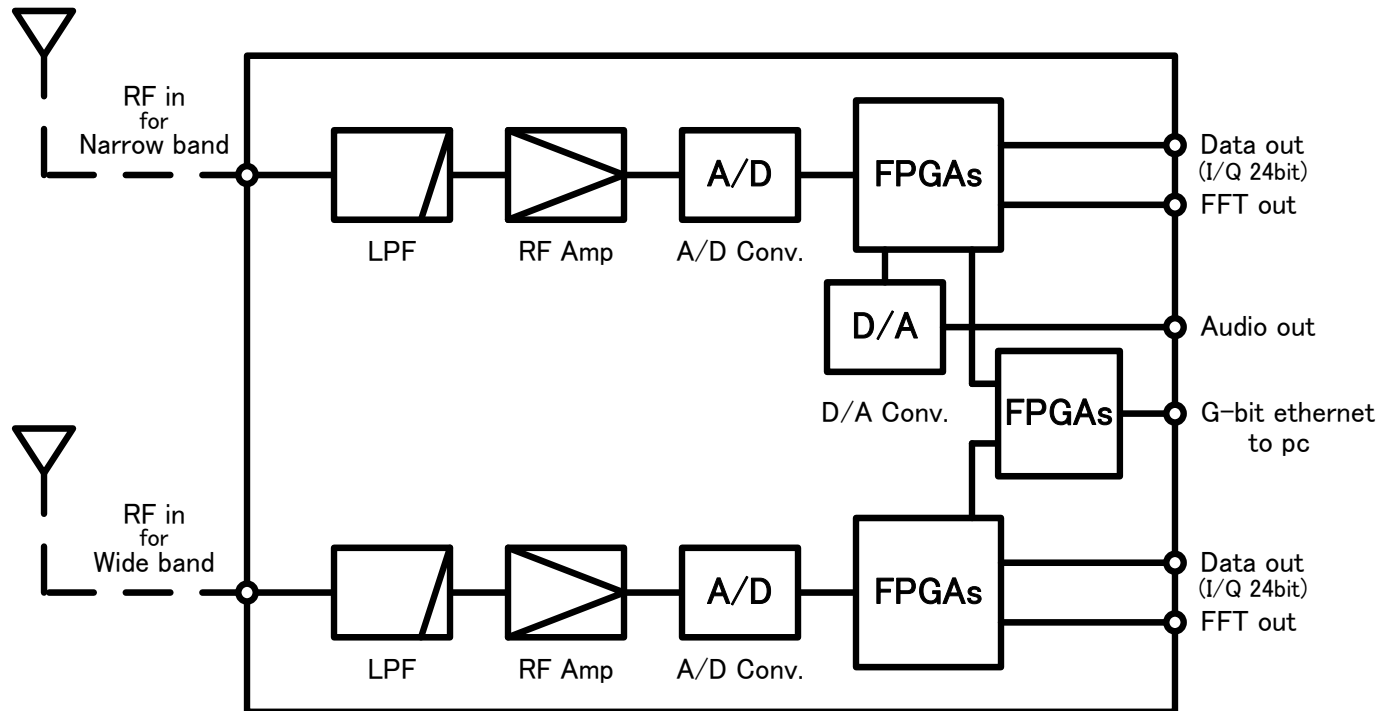 RF in
for
Narrow band
LPF
RF Amp
A/D
A/D Conv.
FPGAs
Data out
(I/Q 24bit)
FFT out
D/A
D/A Conv.
Audio out
FPGAs
G-bit ethernet
to pc
RF in
for
Wide band
LPF
RF Amp
A/D
A/D Conv.
FPGAs
Data out
(I/Q 24bit)
FFT out